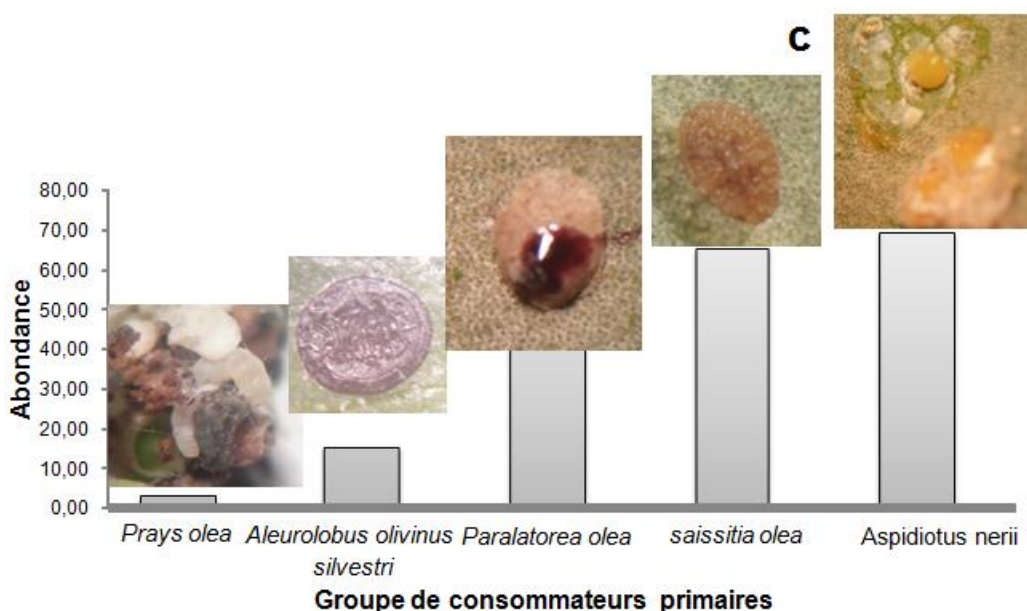 C
80,00
70,00
60,00
50,00
40,00
30,00
20,00
10,00
0,00
Abondance
Prays olea
Aleurolobus olivinus
silvestri
Paralatorea olea
saissitia olea
Aspidiotus nerii
Groupe de consommateurs primaires